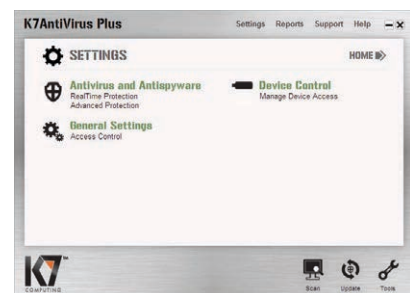 K7AntiVirus Plus
Settings Reports Support Help
SETTINGS
HOME
Antivirus and Antispyware
RealTime Protection
Advanced Protection
Device Control
Manage Device Access
General Settings
Access Control
K7
COMPUTING
Scan Update Tools